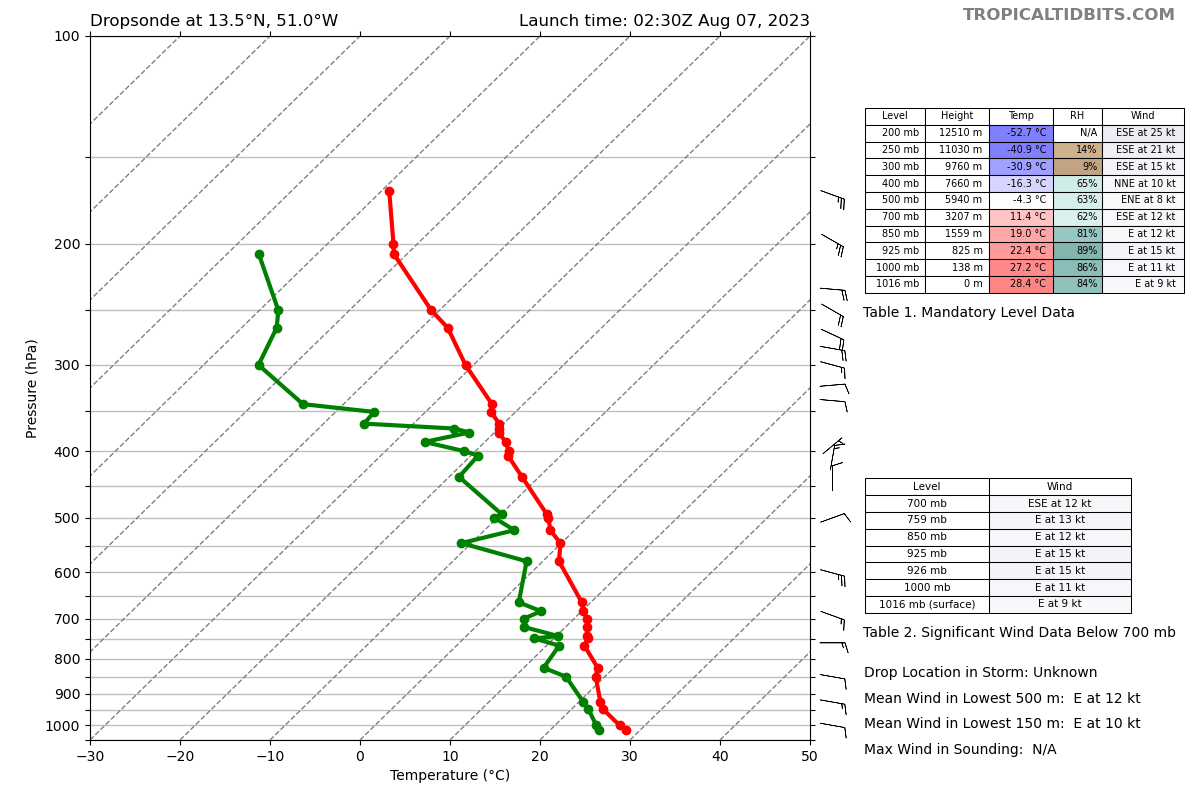 TROPICALTIDBITS.COM
Dropsonde at 13.5°N, 51.0°W Launch time: 02:30Z Aug 07, 2023
Pressure (hPa)
100
200
300
400
500
600
700
800
900
1000
−30 −20 −10 0 10 20 30 40 50
Temperature (°C)
Level Height Temp RH Wind
200 mb 12510 m -52.7 °C N/A ESE at 25 kt
250 mb 11030 m -40.9 °C 14% ESE at 21 kt
300 mb 9760 m -30.9 °C 9% ESE at 15 kt
400 mb 7660 m -16.3 °C 65% NNE at 10 kt
500 mb 5940 m -4.3 °C 63% ENE at 8 kt
700 mb 3207 m 11.4 °C 62% ESE at 12 kt
850 mb 1559 m 19.0 °C 81% E at 12 kt
925 mb 825 m 22.4 °C 89% E at 15 kt
1000 mb 138 m 27.2 °C 86% E at 11 kt
1016 mb 0 m 28.4 °C 84% E at 9 kt
Table 1. Mandatory Level Data
Level Wind
700 mb ESE at 12 kt
759 mb E at 13 kt
850 mb E at 12 kt
925 mb E at 15 kt
926 mb E at 15 kt
1000 mb E at 11 kt
1016 mb (surface) E at 9 kt
Table 2. Significant Wind Data Below 700 mb
Drop Location in Storm: Unknown
Mean Wind in Lowest 500 m: E at 12 kt
Mean Wind in Lowest 150 m: E at 10 kt
Max Wind in Sounding: N/A